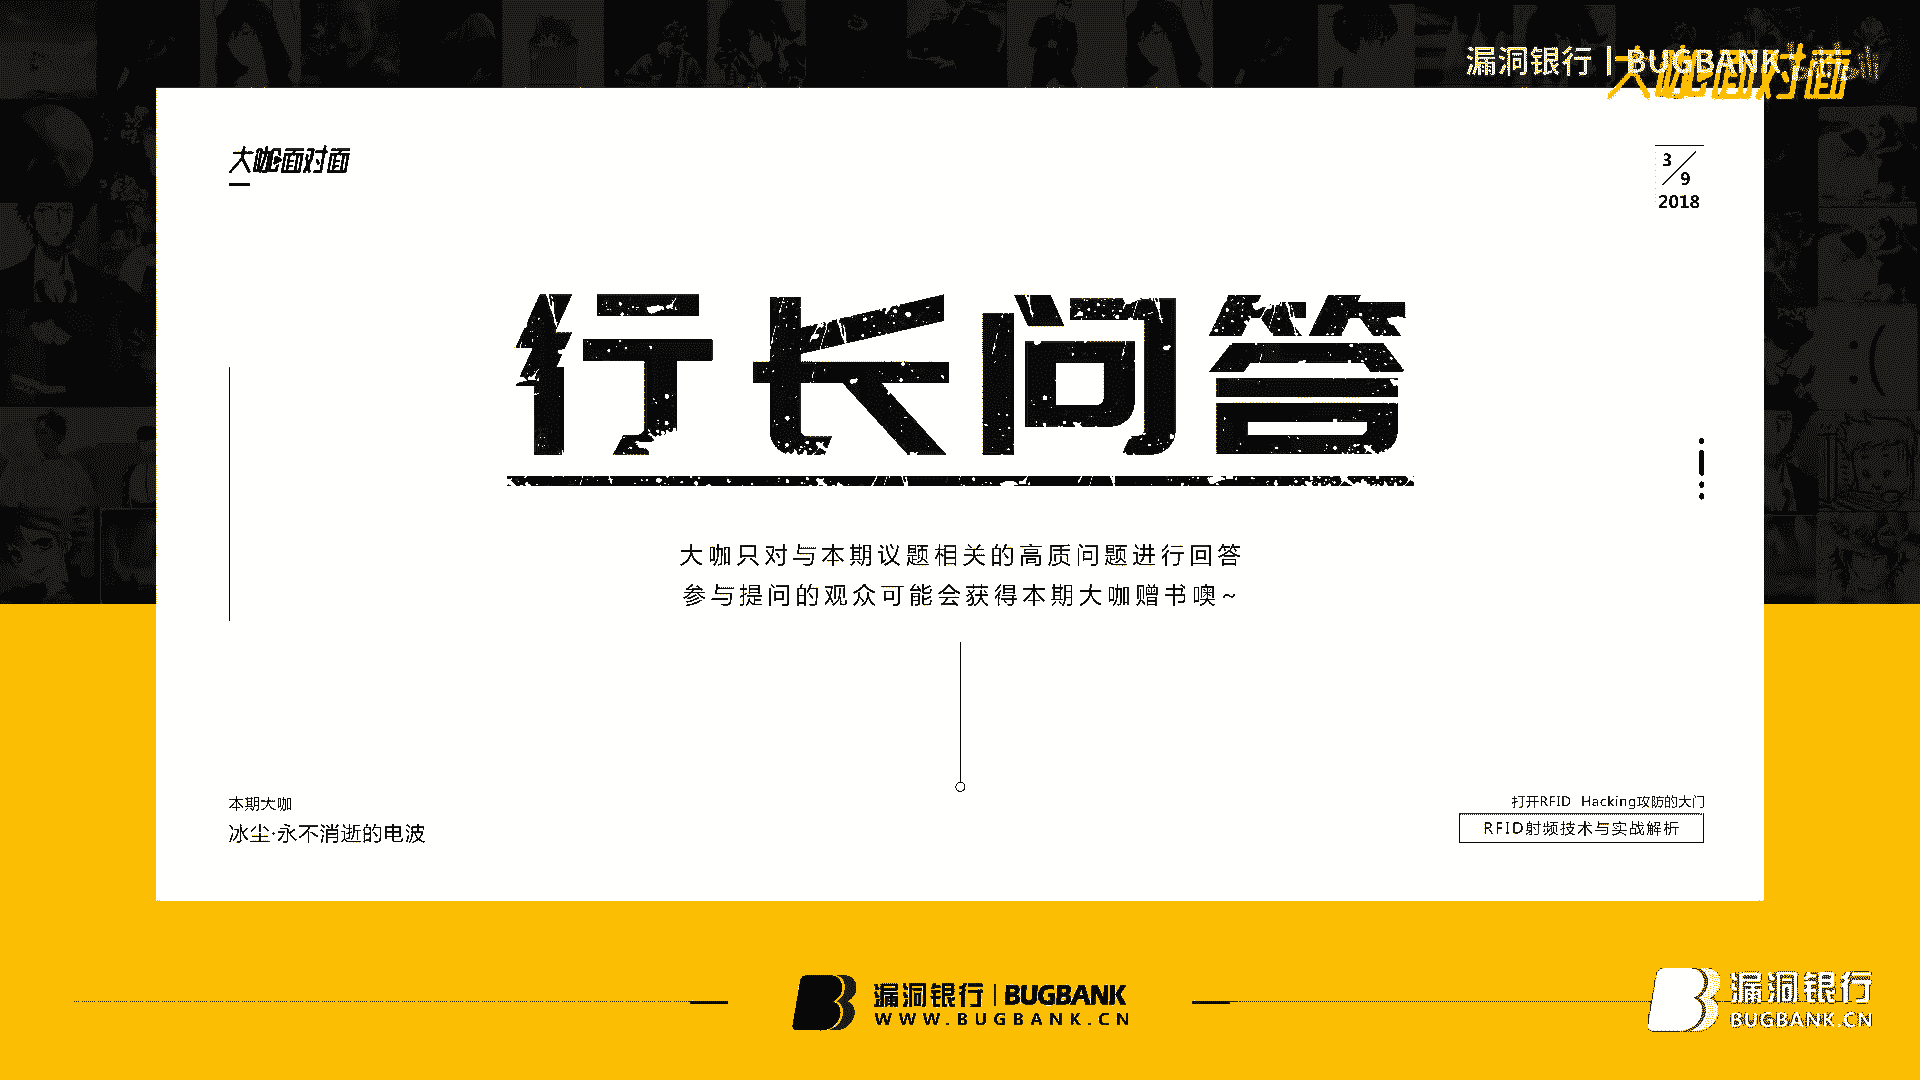 漏洞银行 | BUGBANK
大咖面对面
大咖面对面
3/9
2018
行长问答
大咖只对与本期议题相关的高质问题进行回答
参与提问的观众可能会获得本期大咖赠书噢~
本期大咖
冰尘·永不消逝的电波
打开RFID Hacking攻防的大门
RFID射频技术与实战解析
漏洞银行 | BUGBANK
WWW.BUGBANK.CN
漏洞银行
BUGBANK.CN